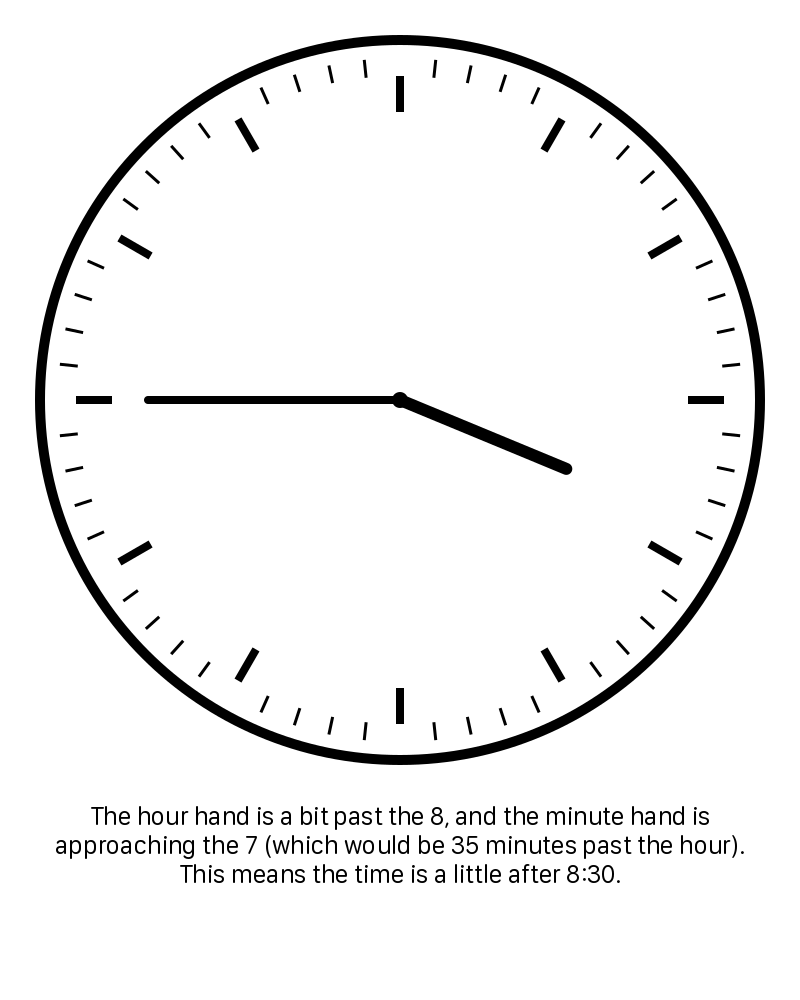 The hour hand is a bit past the 8, and the minute hand is
approaching the 7 (which would be 35 minutes past the hour).
This means the time is a little after 8:30.